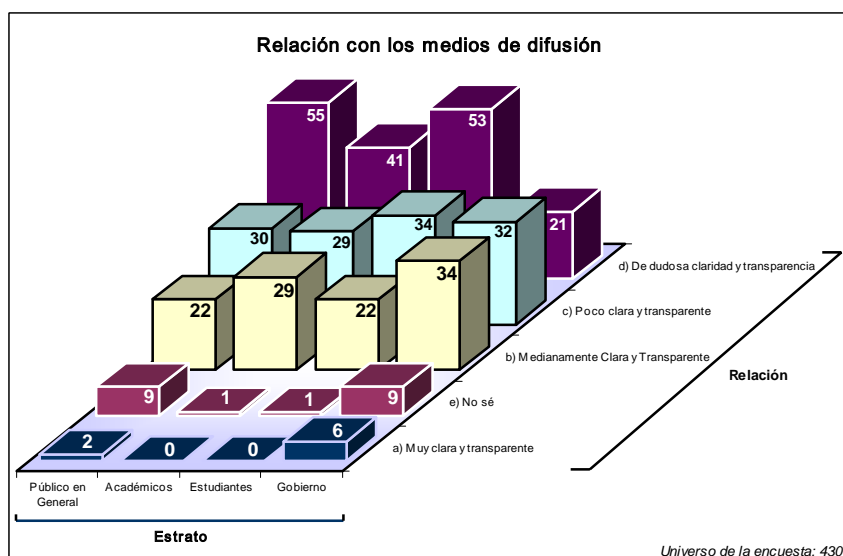 Relación con los medios de difusión
55
41
53
21
30
29
34
32
22
29
22
34
9
1
1
9
2
0
0
6
d) De dudosa claridad y transparencia
c) Poco clara y transparente
b) Medianamente Clara y Transparente
e) No sé
a) Muy clara y transparente
Relación
Público en
General
Académicos
Estudiantes
Gobierno
Estrato
Universo de la encuesta: 430